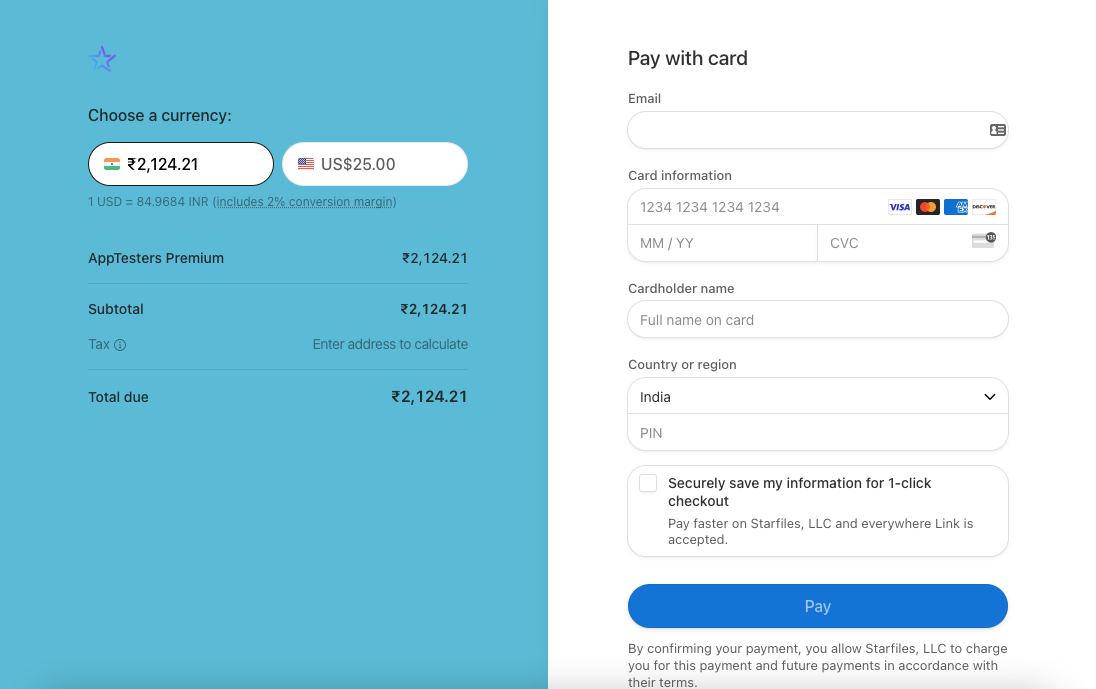 Choose a currency:
₹2,124.21
US$25.00
1 USD = 84.9684 INR (includes 2% conversion margin)
AppTesters Premium ₹2,124.21
Subtotal ₹2,124.21
Tax Enter address to calculate
Total due ₹2,124.21
Pay with card
Email
Card information
1234 1234 1234 1234 VISA AMEX DISCOVER
MM / YY CVC 135
Cardholder name
Full name on card
Country or region
India
PIN
Securely save my information for 1-click
checkout
Pay faster on Starfiles, LLC and everywhere Link is
accepted.
Pay
By confirming your payment, you allow Starfiles, LLC to charge
you for this payment and future payments in accordance with
their terms.